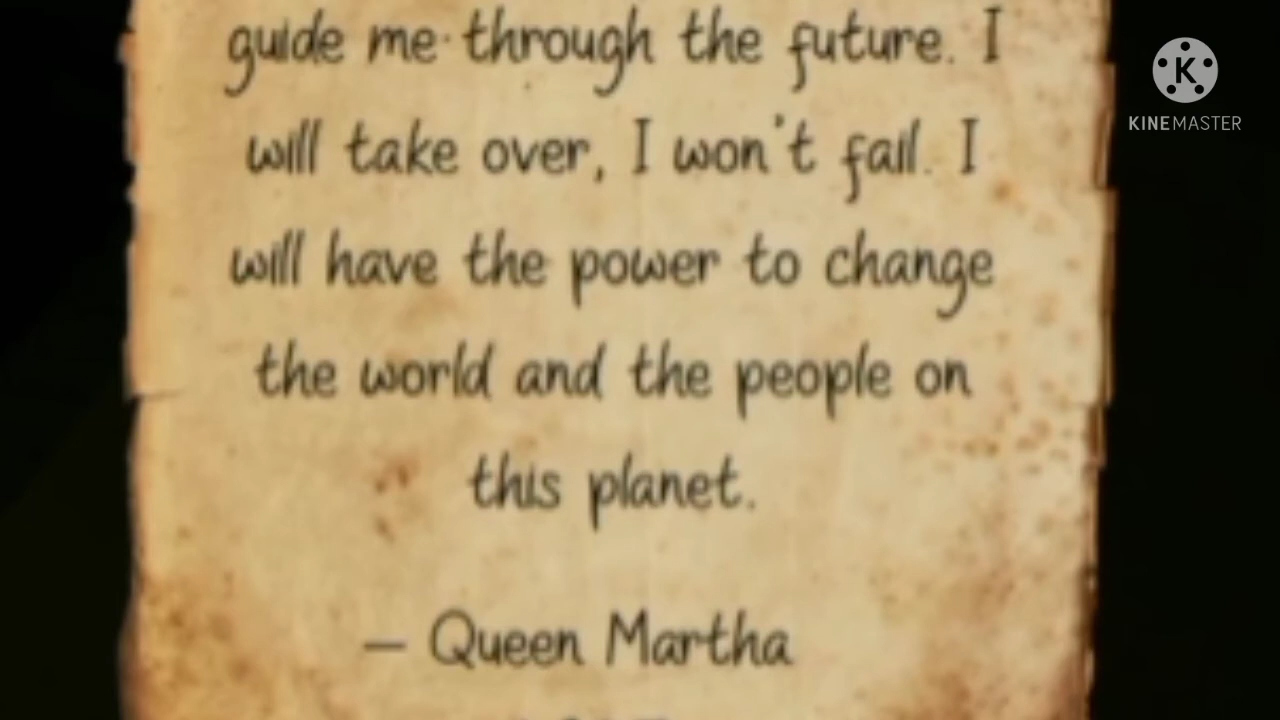 guide me through the future. I
will take over, I won't fail. I
will have the power to change
the world and the people on
this planet.
— Queen Martha
K
KINEMASTER